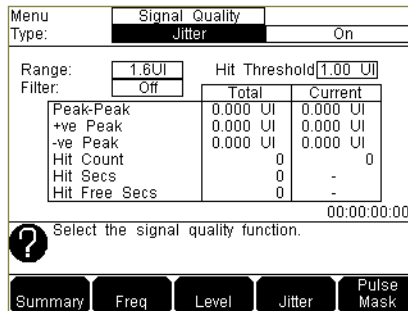 Menu Signal Quality
Type: Jitter On
Range: 1.6UI Hit Threshold 1.00 UI
Filter: Off Total Current
Peak-Peak 0.000 UI 0.000 UI
+ve Peak 0.000 UI 0.000 UI
-ve Peak 0.000 UI 0.000 UI
Hit Count 0 0
Hit Secs 0 -
Hit Free Secs 0 -
00:00:00:00
? Select the signal quality function.
Summary Freq Level Jitter Pulse Mask